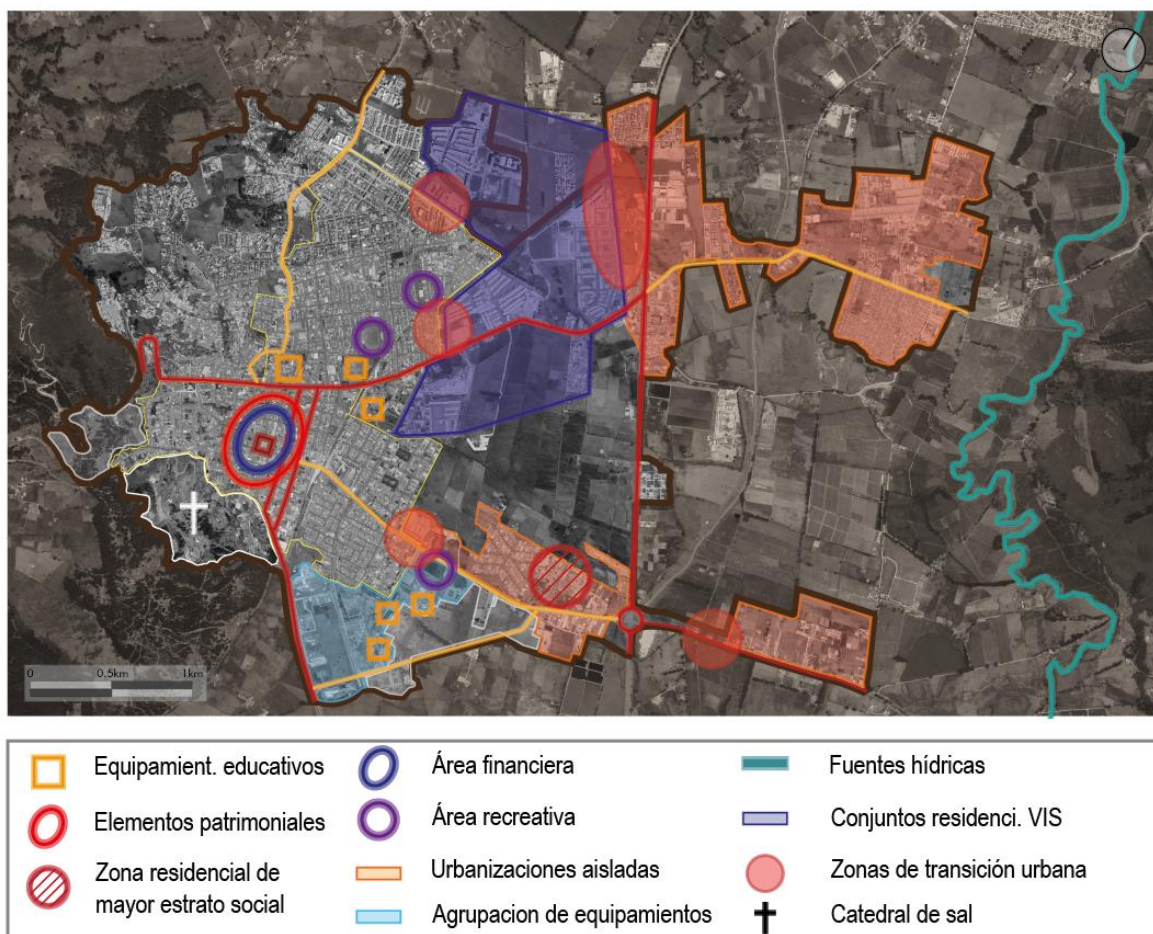 0
0.5km
1km
Equipamient. educativos
Área financiera
Fuentes hídricas
Elementos patrimoniales
Área recreativa
Conjuntos residenci. VIS
Zona residencial de
mayor estrato social
Urbanizaciones aisladas
Zonas de transición urbana
Agrupacion de equipamientos
Catedral de sal